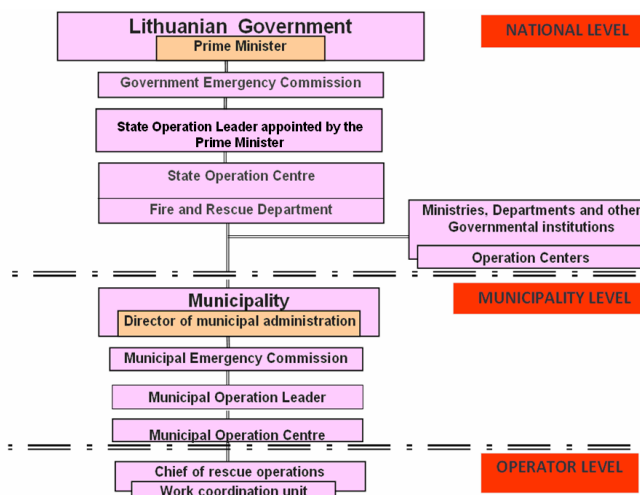 Lithuanian Government
Prime Minister
NATIONAL LEVEL
Government Emergency Commission
State Operation Leader appointed by the
Prime Minister
State Operation Centre
Fire and Rescue Department
Ministries, Departments and other
Governmental institutions
Operation Centers
Municipality
Director of municipal administration
MUNICIPALITY LEVEL
Municipal Emergency Commission
Municipal Operation Leader
Municipal Operation Centre
Chief of rescue operations
Work coordination unit
OPERATOR LEVEL